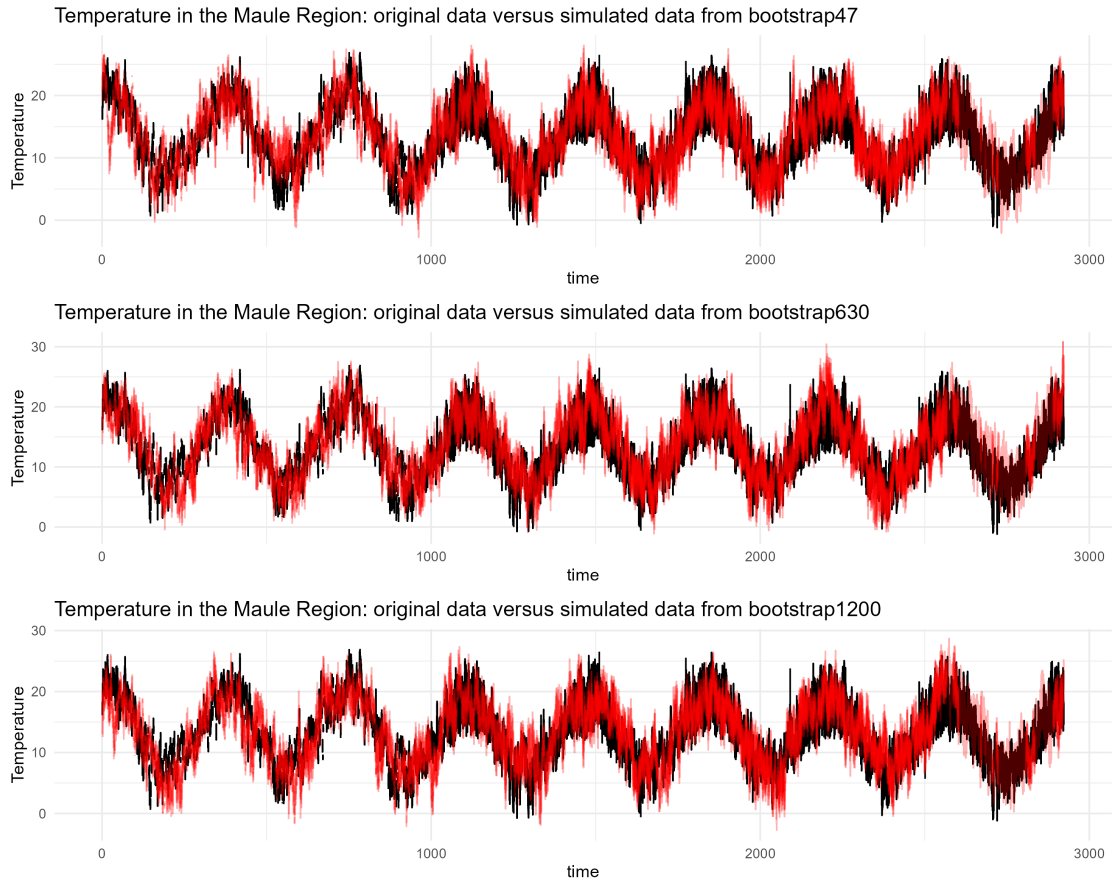 Temperature in the Maule Region: original data versus simulated data from bootstrap47
20
10
0
Temperature
0 1000 2000 3000
time
Temperature in the Maule Region: original data versus simulated data from bootstrap630
30
20
10
0
Temperature
0 1000 2000 3000
time
Temperature in the Maule Region: original data versus simulated data from bootstrap1200
30
20
10
0
Temperature
0 1000 2000 3000
time